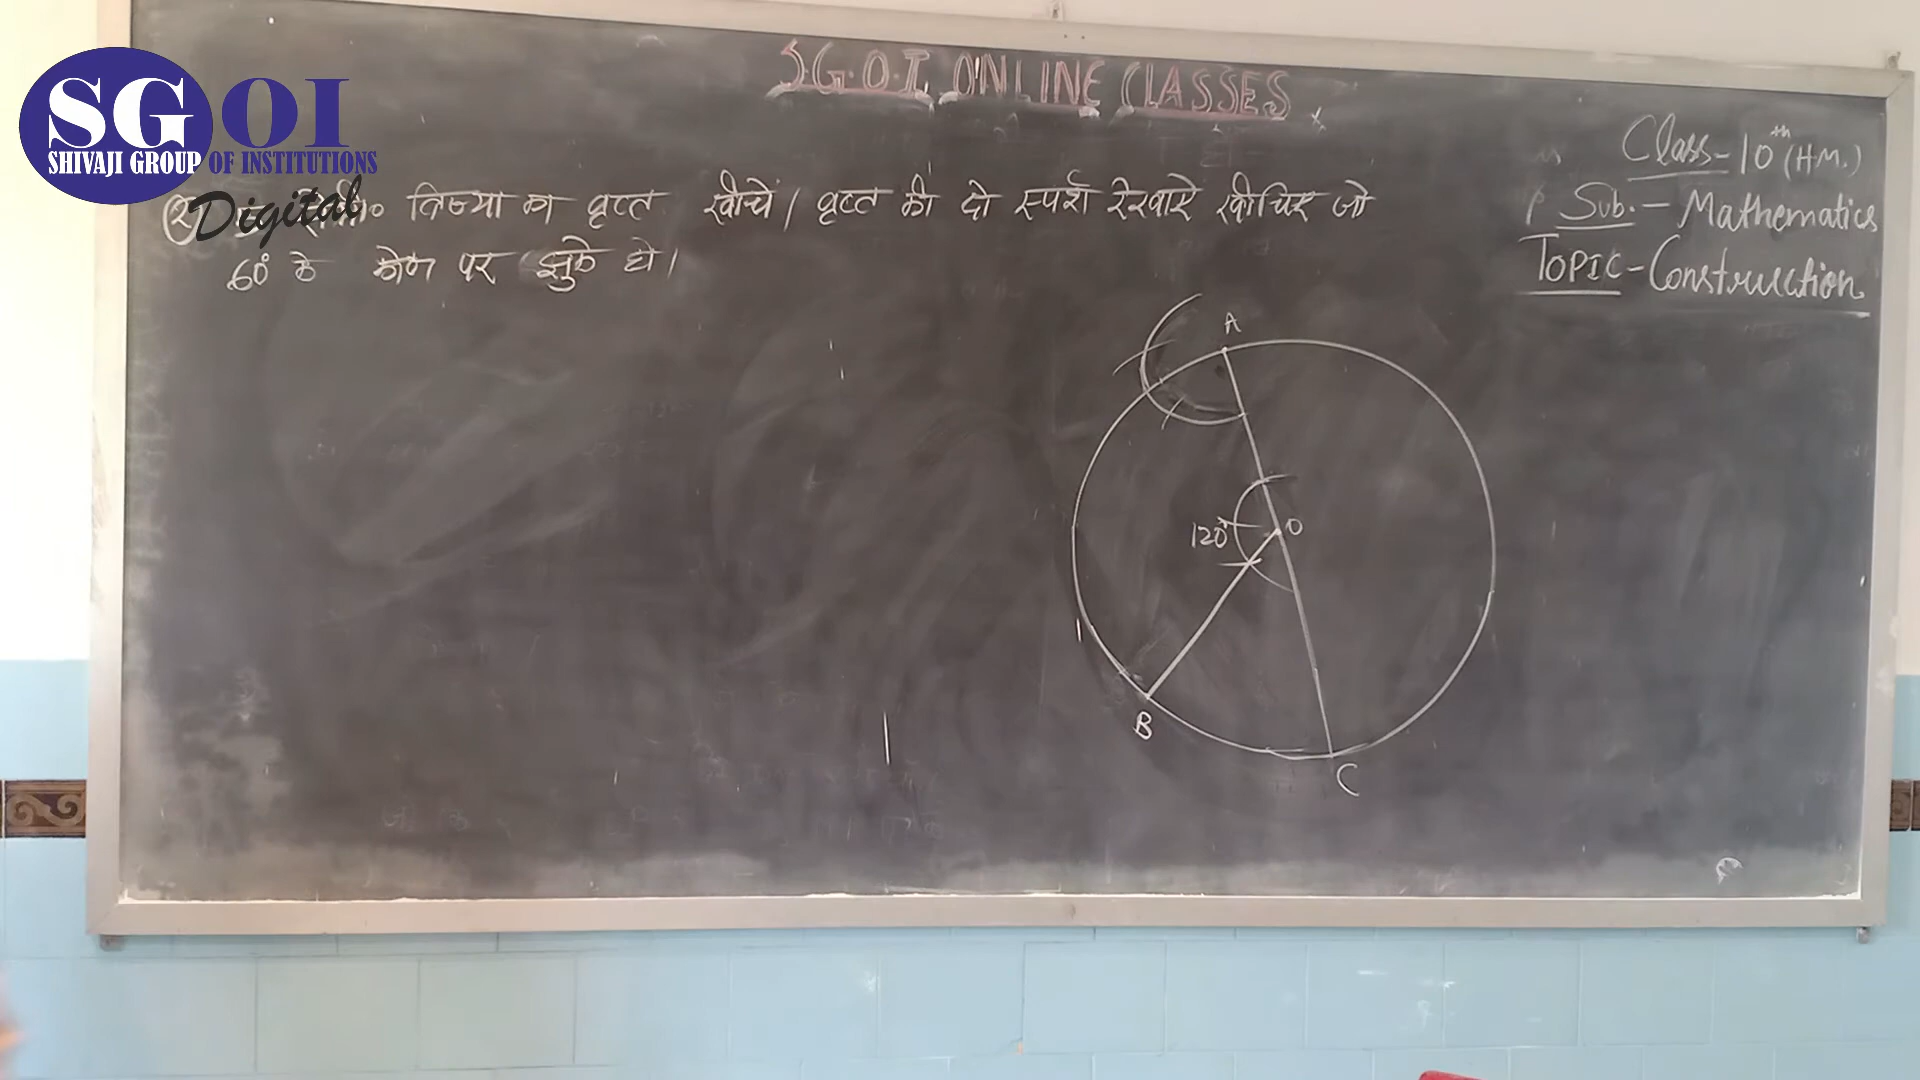 SGOI
SHIVAJI GROUP OF INSTITUTIONS
Digital
S.G.O.I. ONLINE CLASSES
Class-10th (H.M.)
Sub.- Mathematics
TOPIC-Construction
त्रिज्या का वृत्त खीचें। वृत्त की दो स्पर्श रेखाऐ खीचिए जो
60° के कोण पर झुके हो।
A
120°
O
B
C